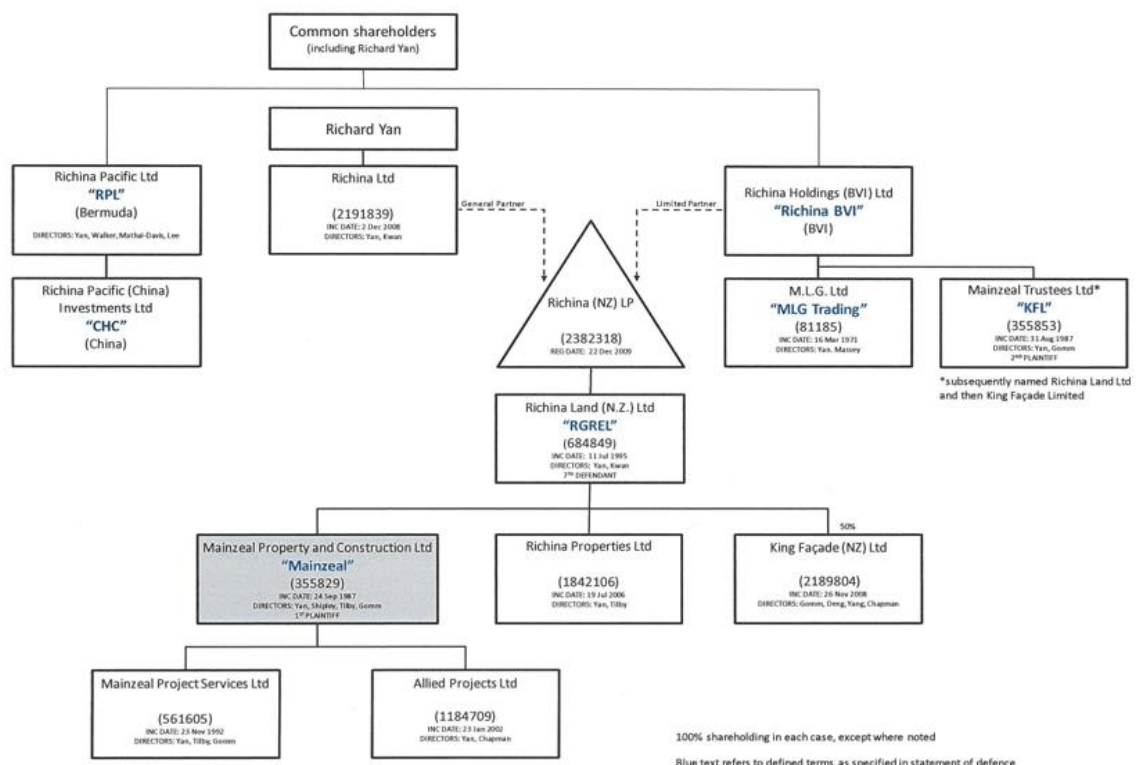 Common shareholders
(including Richard Yan)
Richard Yan
Richina Pacific Ltd
"RPL"
(Bermuda)
DIRECTORS: Yan, Walker, Mathai-Davis, Lee
Richina Ltd
(2191839)
INC DATE: 2 Dec 2008
DIRECTORS: Yan, Kwan
General Partner
Limited Partner
Richina Holdings (BVI) Ltd
"Richina BVI"
(BVI)
Richina Pacific (China)
Investments Ltd
"CHC"
(China)
Richina (NZ) LP
(2382318)
REG DATE: 22 Dec 2009
M.L.G. Ltd
"MLG Trading"
(81185)
INC DATE: 16 Mar 1971
DIRECTORS: Yan, Massey
Mainzeal Trustees Ltd*
"KFL"
(355853)
INC DATE: 31 Aug 1987
DIRECTORS: Yan, Gomm
2ND PLAINTIFF
*subsequently named Richina Land Ltd
and then King Façade Limited
Richina Land (N.Z.) Ltd
"RGREL"
(684849)
INC DATE: 11 Jul 1995
DIRECTORS: Yan, Kwan
7TH DEFENDANT
Mainzeal Property and Construction Ltd
"Mainzeal"
(355829)
INC DATE: 24 Sep 1987
DIRECTORS: Yan, Shipley, Tilby, Gomm
1ST PLAINTIFF
Richina Properties Ltd
(1842106)
INC DATE: 19 Jul 2006
DIRECTORS: Yan, Tilby
50%
King Façade (NZ) Ltd
(2189804)
INC DATE: 26 Nov 2008
DIRECTORS: Gomm, Deng, Yang, Chapman
Mainzeal Project Services Ltd
(561605)
INC DATE: 23 Nov 1992
DIRECTORS: Yan, Tilby, Gomm
Allied Projects Ltd
(1184709)
INC DATE: 23 Jan 2002
DIRECTORS: Yan, Chapman
100% shareholding in each case, except where noted
Blue text refers to defined terms, as specified in statement of defence